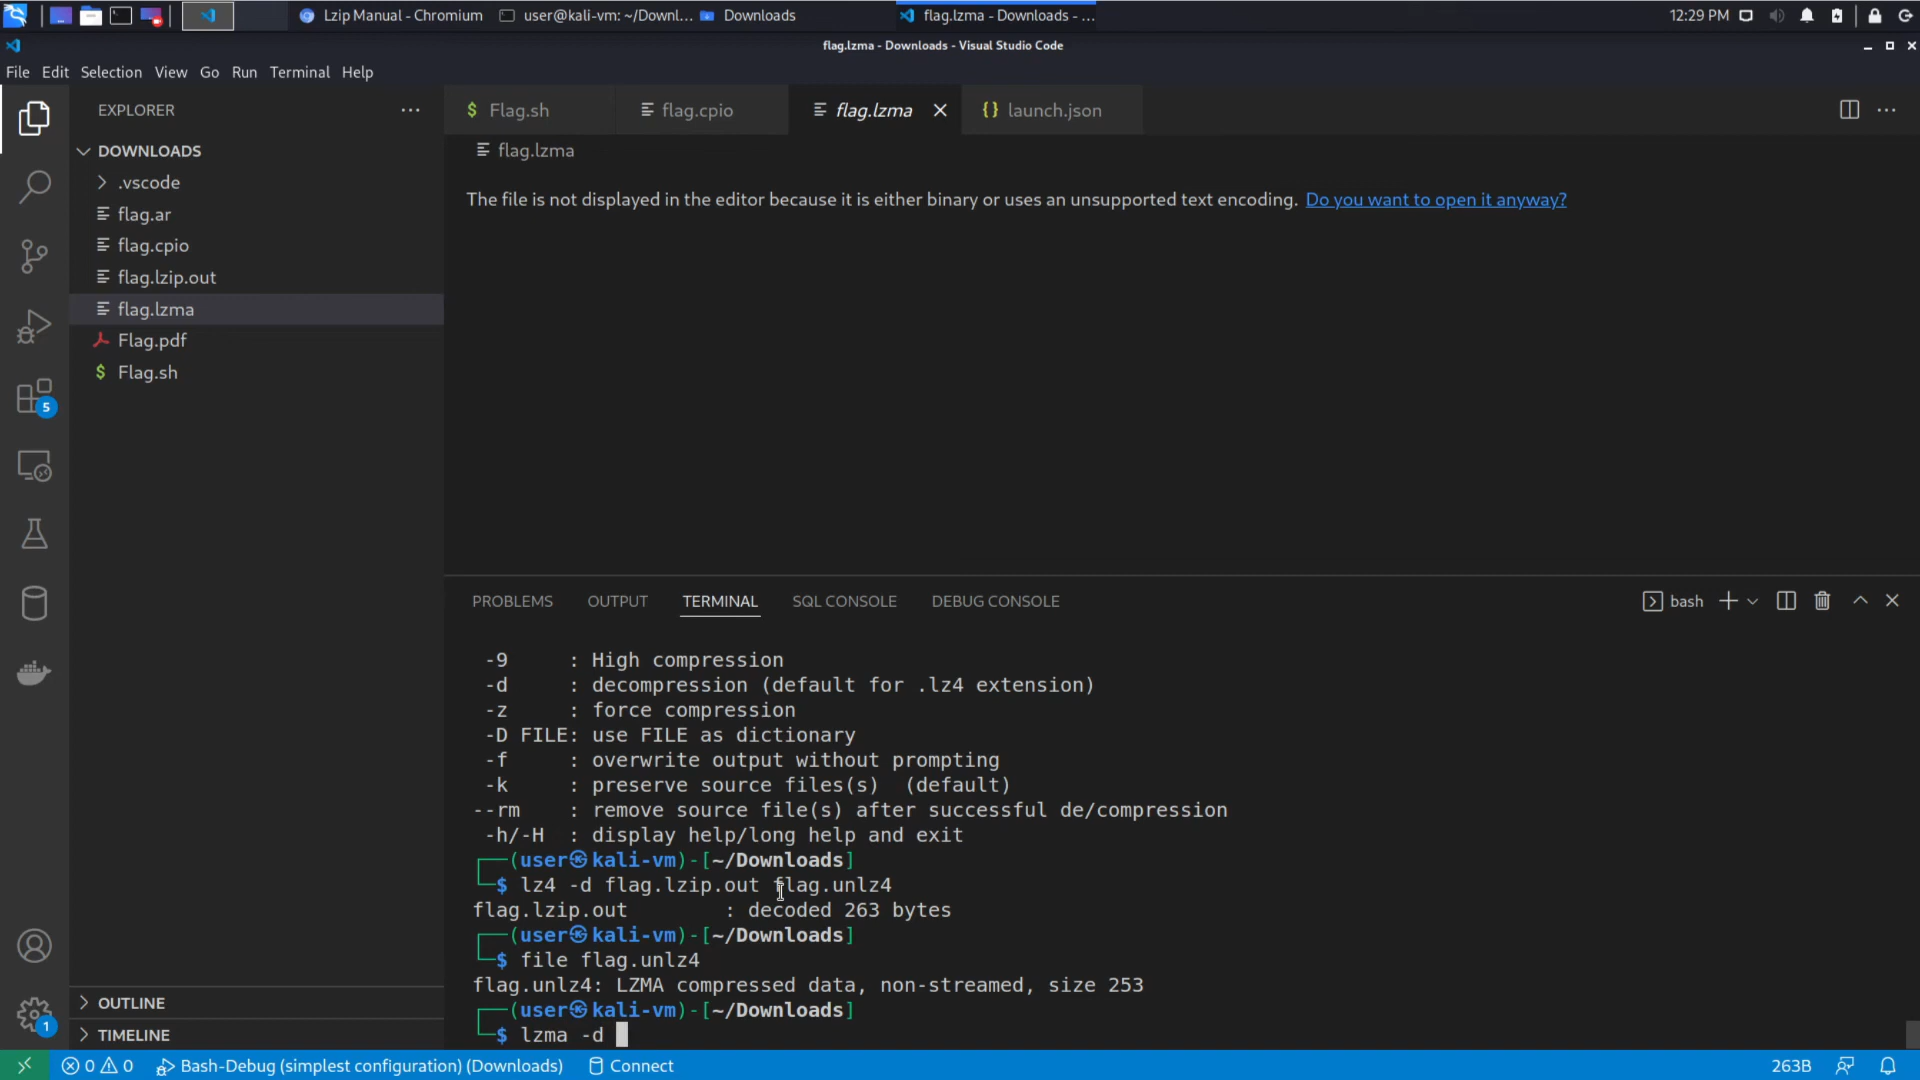 Lzip Manual - Chromium
user@kali-vm: ~/Downl...
Downloads
flag.lzma - Downloads - ...
12:29 PM
flag.lzma - Downloads - Visual Studio Code
File Edit Selection View Go Run Terminal Help
EXPLORER
DOWNLOADS
.vscode
flag.ar
flag.cpio
flag.lzip.out
flag.lzma
Flag.pdf
Flag.sh
5
1
OUTLINE
TIMELINE
$ Flag.sh
flag.cpio
flag.lzma
{} launch.json
flag.lzma
The file is not displayed in the editor because it is either binary or uses an unsupported text encoding. Do you want to open it anyway?
PROBLEMS OUTPUT TERMINAL SQL CONSOLE DEBUG CONSOLE
bash
-9 : High compression
-d : decompression (default for .lz4 extension)
-z : force compression
-D FILE: use FILE as dictionary
-f : overwrite output without prompting
-k : preserve source files(s) (default)
--rm : remove source file(s) after successful de/compression
-h/-H : display help/long help and exit
┌──(user㉿kali-vm)-[~/Downloads]
└─$ lz4 -d flag.lzip.out flag.unlz4
flag.lzip.out : decoded 263 bytes
┌──(user㉿kali-vm)-[~/Downloads]
└─$ file flag.unlz4
flag.unlz4: LZMA compressed data, non-streamed, size 253
┌──(user㉿kali-vm)-[~/Downloads]
└─$ lzma -d
0 0 Bash-Debug (simplest configuration) (Downloads) Connect 263B